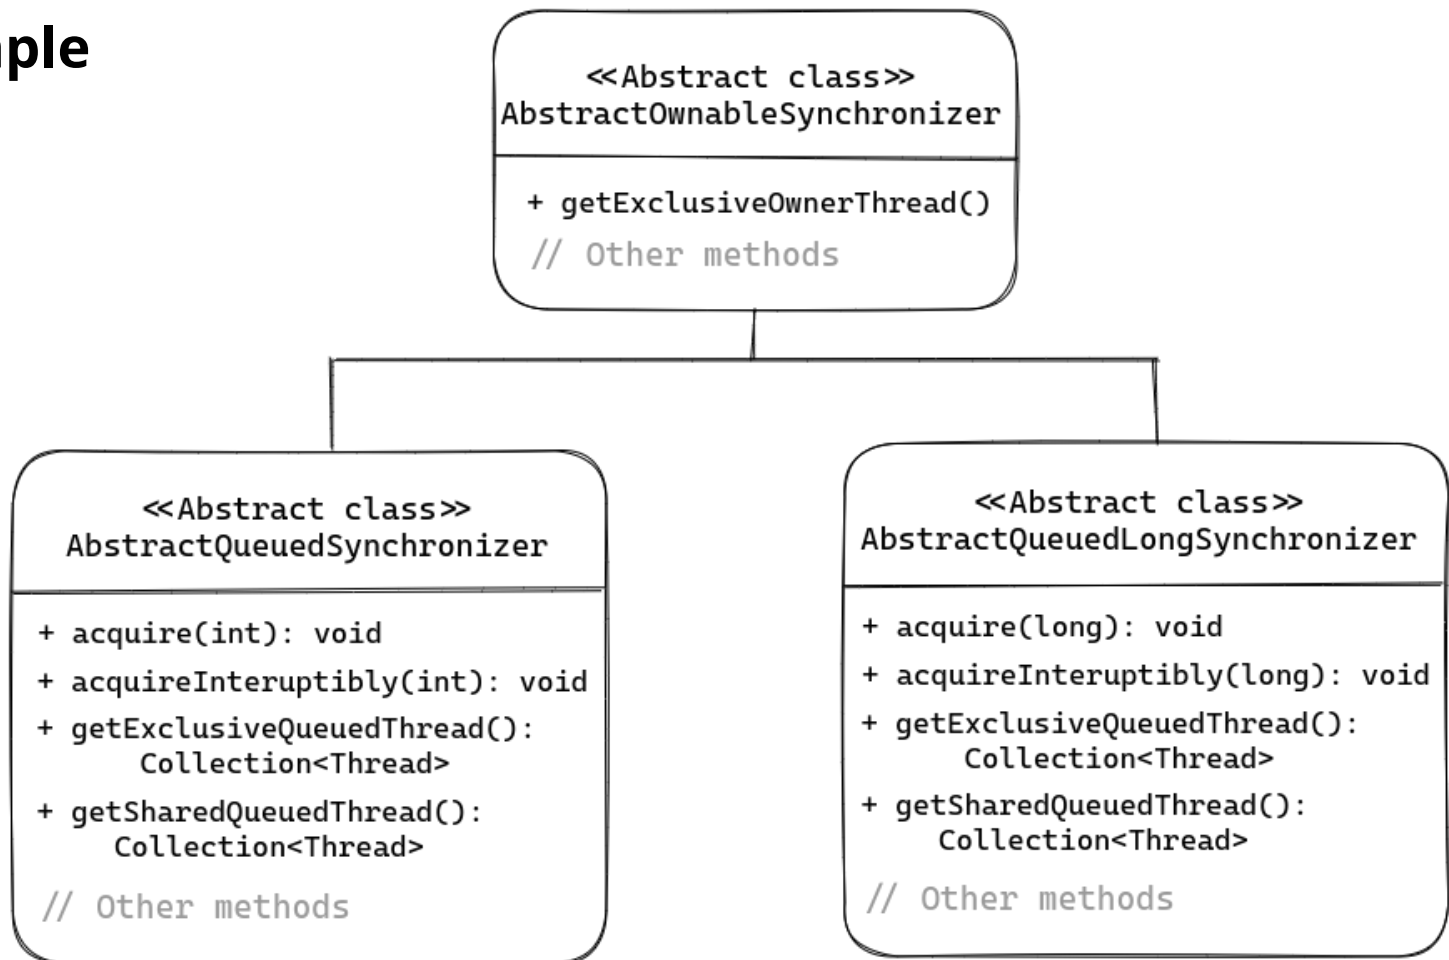 ple
≪Abstract class≫
AbstractOwnableSynchronizer
+ getExclusiveOwnerThread()
// Other methods
≪Abstract class≫
AbstractQueuedSynchronizer
+ acquire(int): void
+ acquireInteruptibly(int): void
+ getExclusiveQueuedThread():
Collection<Thread>
+ getSharedQueuedThread():
Collection<Thread>
// Other methods
≪Abstract class≫
AbstractQueuedLongSynchronizer
+ acquire(long): void
+ acquireInteruptibly(long): void
+ getExclusiveQueuedThread():
Collection<Thread>
+ getSharedQueuedThread():
Collection<Thread>
// Other methods